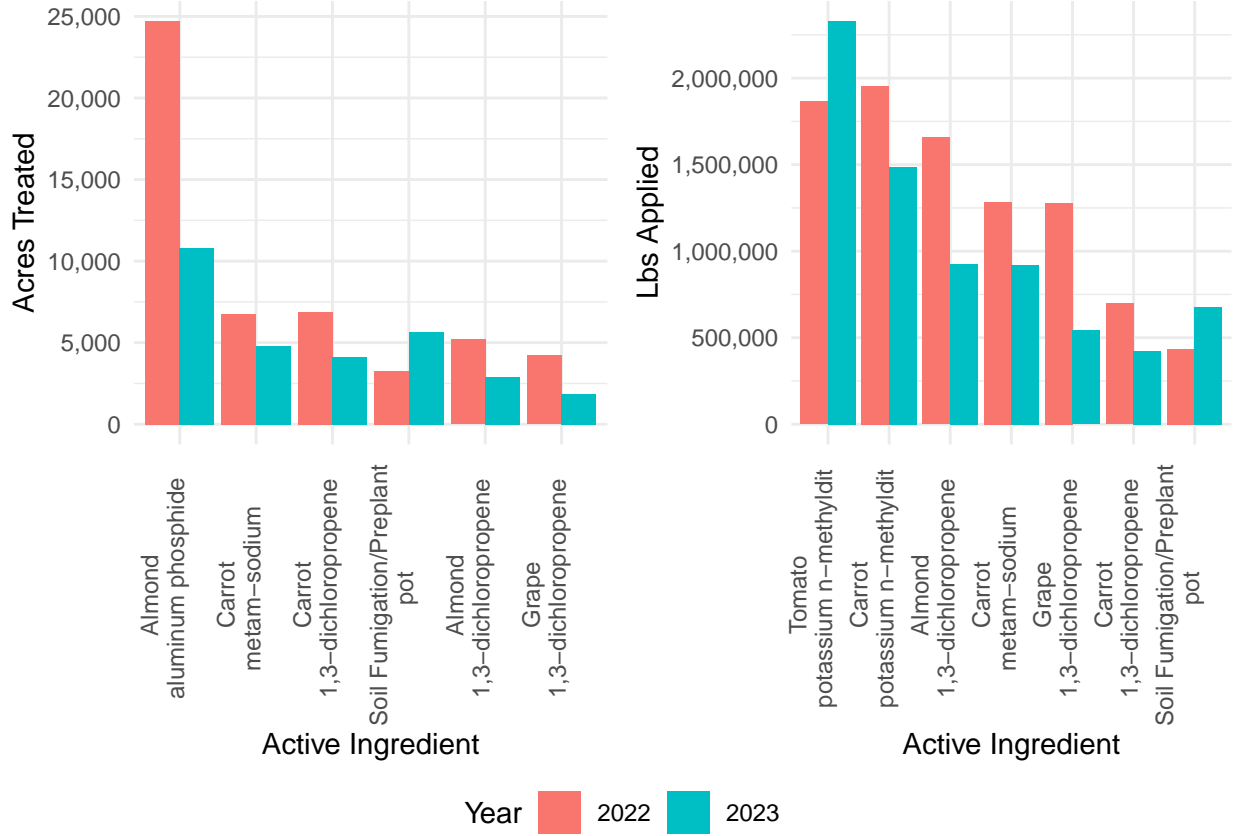 25,000
20,000
15,000
10,000
5,000
0
Acres Treated
Almond
aluminum phosphide
Carrot
metam−sodium
Carrot
1,3−dichloropropene
Soil Fumigation/Preplant
pot
Almond
1,3−dichloropropene
Grape
1,3−dichloropropene
Active Ingredient
2,000,000
1,500,000
1,000,000
500,000
0
Lbs Applied
Tomato
potassium n−methyldit
Carrot
potassium n−methyldit
Almond
1,3−dichloropropene
Carrot
metam−sodium
Grape
1,3−dichloropropene
Carrot
1,3−dichloropropene
Soil Fumigation/Preplant
pot
Active Ingredient
Year 2022 2023